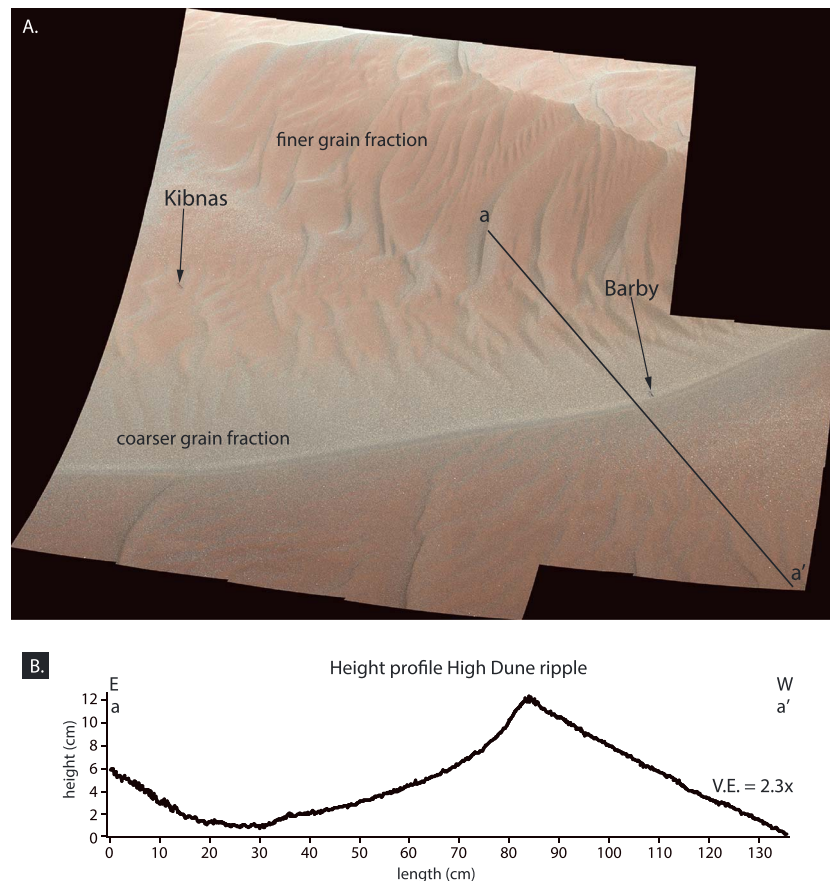 A.
finer grain fraction
Kibnas
a
Barby
coarser grain fraction
a’
B.
Height profile High Dune ripple
E
a
W
a’
height (cm)
12
10
8
6
4
2
0
V.E. = 2.3x
0 10 20 30 40 50 60 70 80 90 100 110 120 130
length (cm)